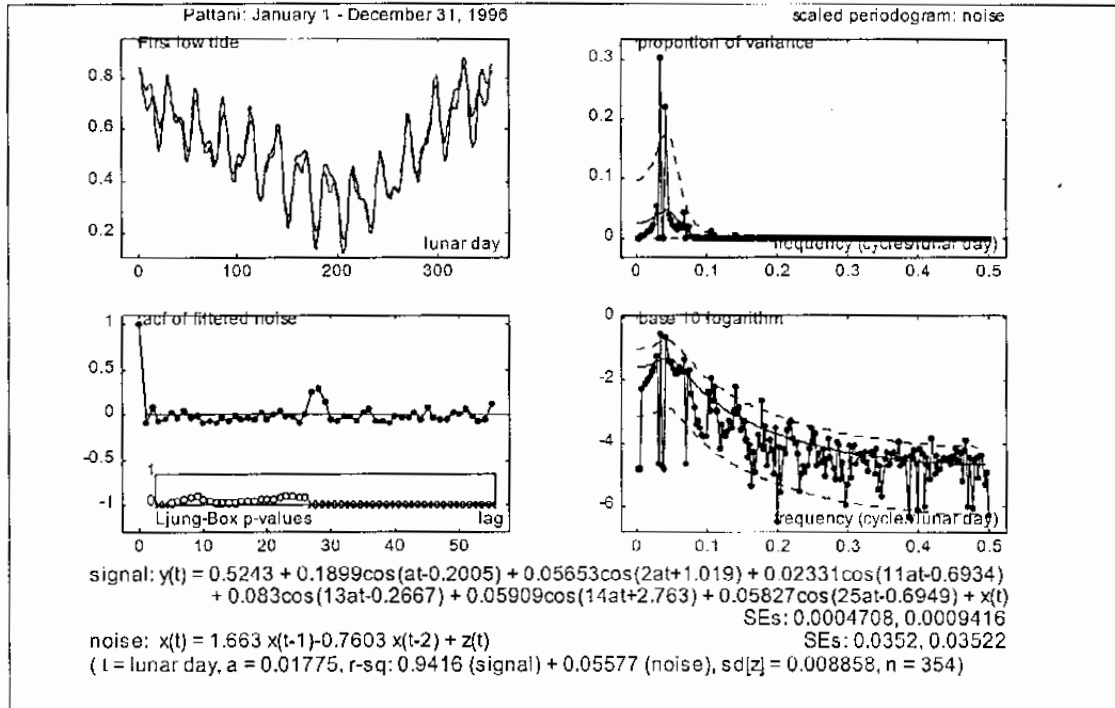 Pattani: January 1 - December 31, 1996
scaled periodogram: noise
First low tide
0.8
0.6
0.4
0.2
lunar day
0 100 200 300
proportion of variance
0.3
0.2
0.1
0
frequency (cycles/lunar day)
0 0.1 0.2 0.3 0.4 0.5
acf of filtered noise
1
0.5
0
-0.5
-1
1
0
Ljung-Box p-values
lag
0 10 20 30 40 50
base 10 logarithm
0
-2
-4
-6
frequency (cycles/lunar day)
0 0.1 0.2 0.3 0.4 0.5
signal: y(t) = 0.5243 + 0.1899cos(at-0.2005) + 0.05653cos(2at+1.019) + 0.02331cos(11at-0.6934)
+ 0.083cos(13at-0.2667) + 0.05909cos(14at+2.763) + 0.05827cos(25at-0.6949) + x(t)
SEs: 0.0004708, 0.0009416
noise: x(t) = 1.663 x(t-1)-0.7603 x(t-2) + z(t)
SEs: 0.0352, 0.03522
( t = lunar day, a = 0.01775, r-sq: 0.9416 (signal) + 0.05577 (noise), sd[z] = 0.008858, n = 354)